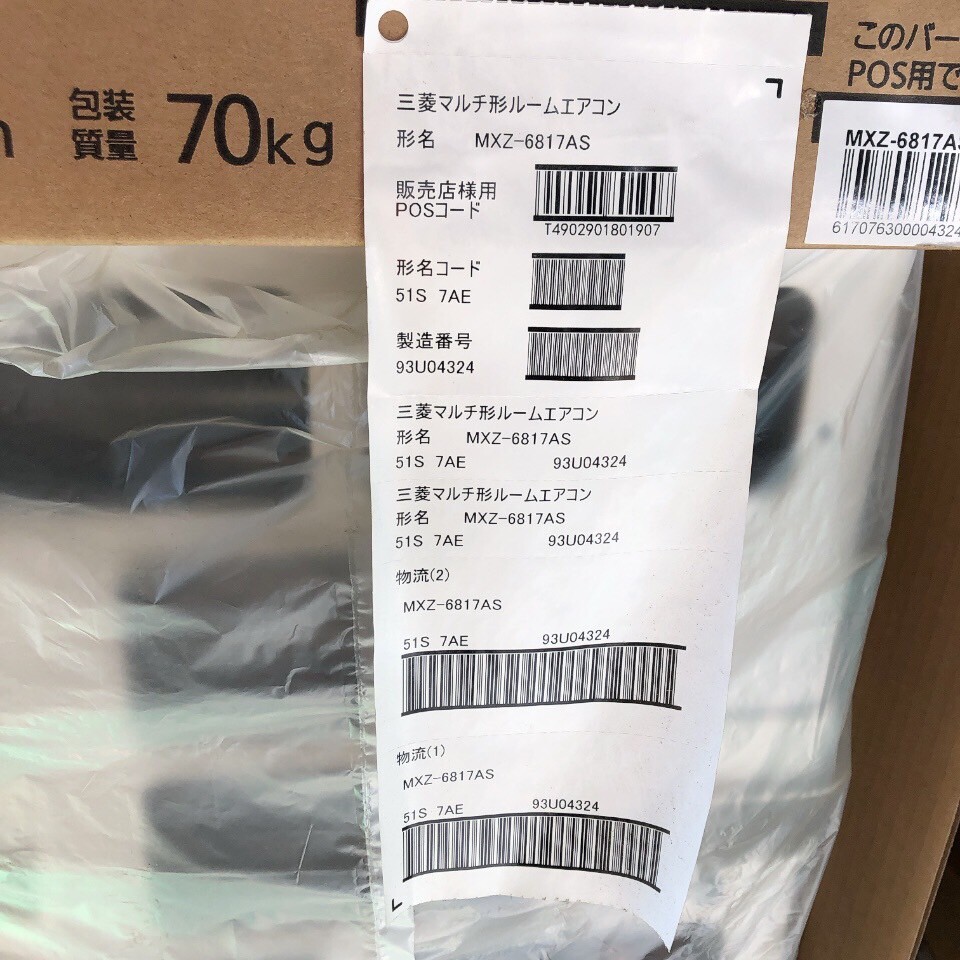 包装
質量 70kg
三菱マルチ形ルームエアコン
形名 MXZ-6817AS
販売店様用
POSコード
T4902901801907
形名コード
51S 7AE
製造番号
93U04324
三菱マルチ形ルームエアコン
形名 MXZ-6817AS
51S 7AE 93U04324
三菱マルチ形ルームエアコン
形名 MXZ-6817AS
51S 7AE 93U04324
物流(2)
MXZ-6817AS
51S 7AE 93U04324
物流(1)
MXZ-6817AS
51S 7AE 93U04324
このバー
POS用で
MXZ-6817AS
617076300004324